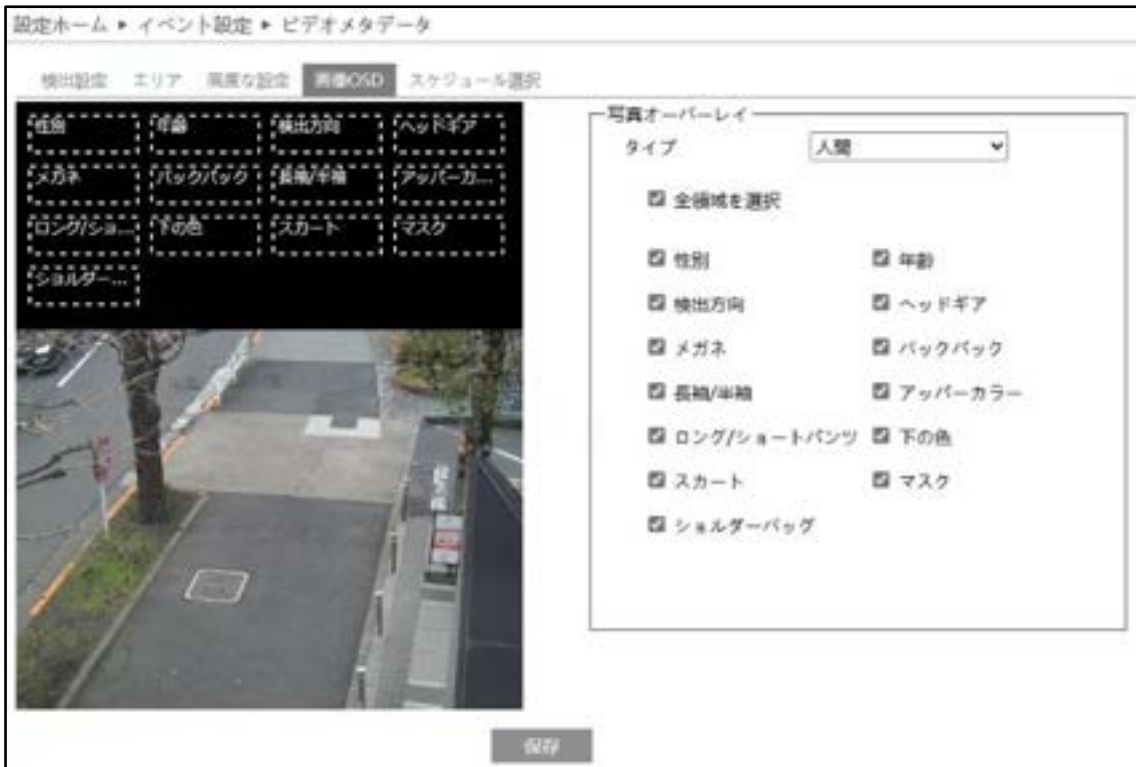 設定ホーム ▸ イベント設定 ▸ ビデオメタデータ
検出設定 エリア 高度な設定 画像OSD スケジュール選択
性別 年齢 検出方向 ヘッドギア
メガネ バックパック 長袖/半袖 アッパーカ...
ロング/ショ... 下の色 スカート マスク
ショルダー...
写真オーバーレイ
タイプ 人間
全領域を選択
性別 年齢
検出方向 ヘッドギア
メガネ バックパック
長袖/半袖 アッパーカラー
ロング/ショートパンツ 下の色
スカート マスク
ショルダーバッグ
保存